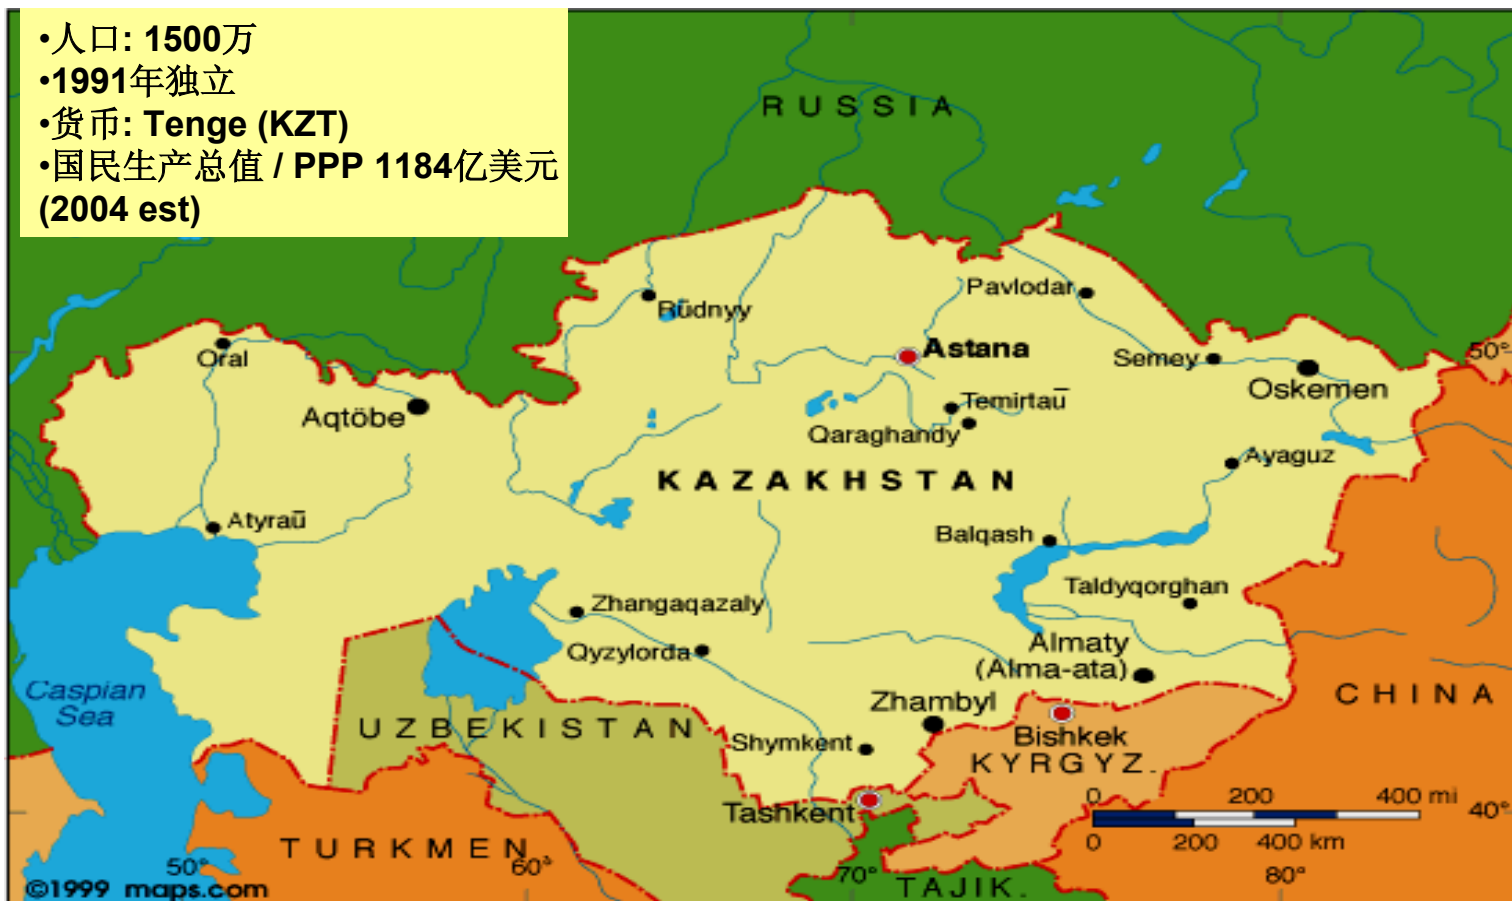 •人口: 1500万
•1991年独立
•货币: Tenge (KZT)
•国民生产总值 / PPP 1184亿美元
(2004 est)
RUSSIA
Pavlodar
Rūdnyy
Astana
50°
Oral
Semey
Oskemen
Aqtöbe
Temirtaū
Qaraghandy
Ayaguz
KAZAKHSTAN
Atyraū
Balqash
Taldyqorghan
Zhangaqazaly
Qyzylorda
Almaty
(Alma-ata)
Caspian
Sea
CHINA
Zhambyl
UZBEKISTAN
Shymkent
Bishkek
KYRGYZ.
Tashkent
0 200 400 mi
40°
0 200 400 km
TURKMEN.
50° 60° 70° 80°
TAJIK.
©1999 maps.com